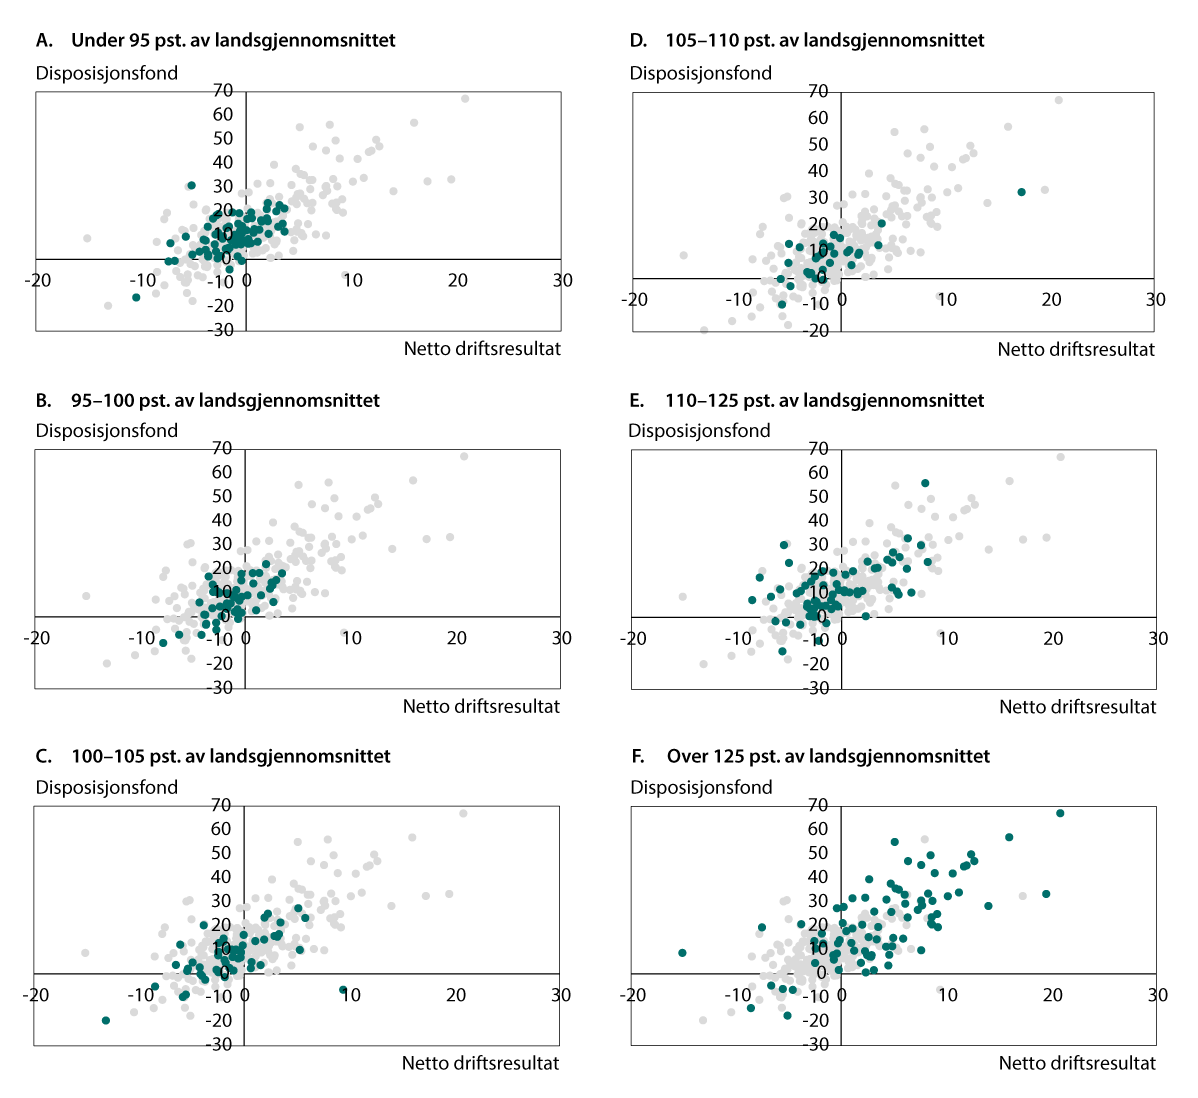 A. Under 95 pst. av landsgjennomsnittet
Disposisjonsfond
70
60
50
40
30
20
10
0
-20 -10 -10 0 10 20 30
-20
-30
Netto driftsresultat
B. 95–100 pst. av landsgjennomsnittet
Disposisjonsfond
70
60
50
40
30
20
10
0
-20 -10 -10 0 10 20 30
-20
-30
Netto driftsresultat
C. 100–105 pst. av landsgjennomsnittet
Disposisjonsfond
70
60
50
40
30
20
10
0
-20 -10 -10 0 10 20 30
-20
-30
Netto driftsresultat
D. 105–110 pst. av landsgjennomsnittet
Disposisjonsfond
70
60
50
40
30
20
10
0
-20 -10 -10 0 10 20 30
-20
Netto driftsresultat
E. 110–125 pst. av landsgjennomsnittet
Disposisjonsfond
70
60
50
40
30
20
10
0
-20 -10 -10 0 10 20 30
-20
-30
Netto driftsresultat
F. Over 125 pst. av landsgjennomsnittet
Disposisjonsfond
70
60
50
40
30
20
10
0
-20 -10 -10 0 10 20 30
-20
-30
Netto driftsresultat